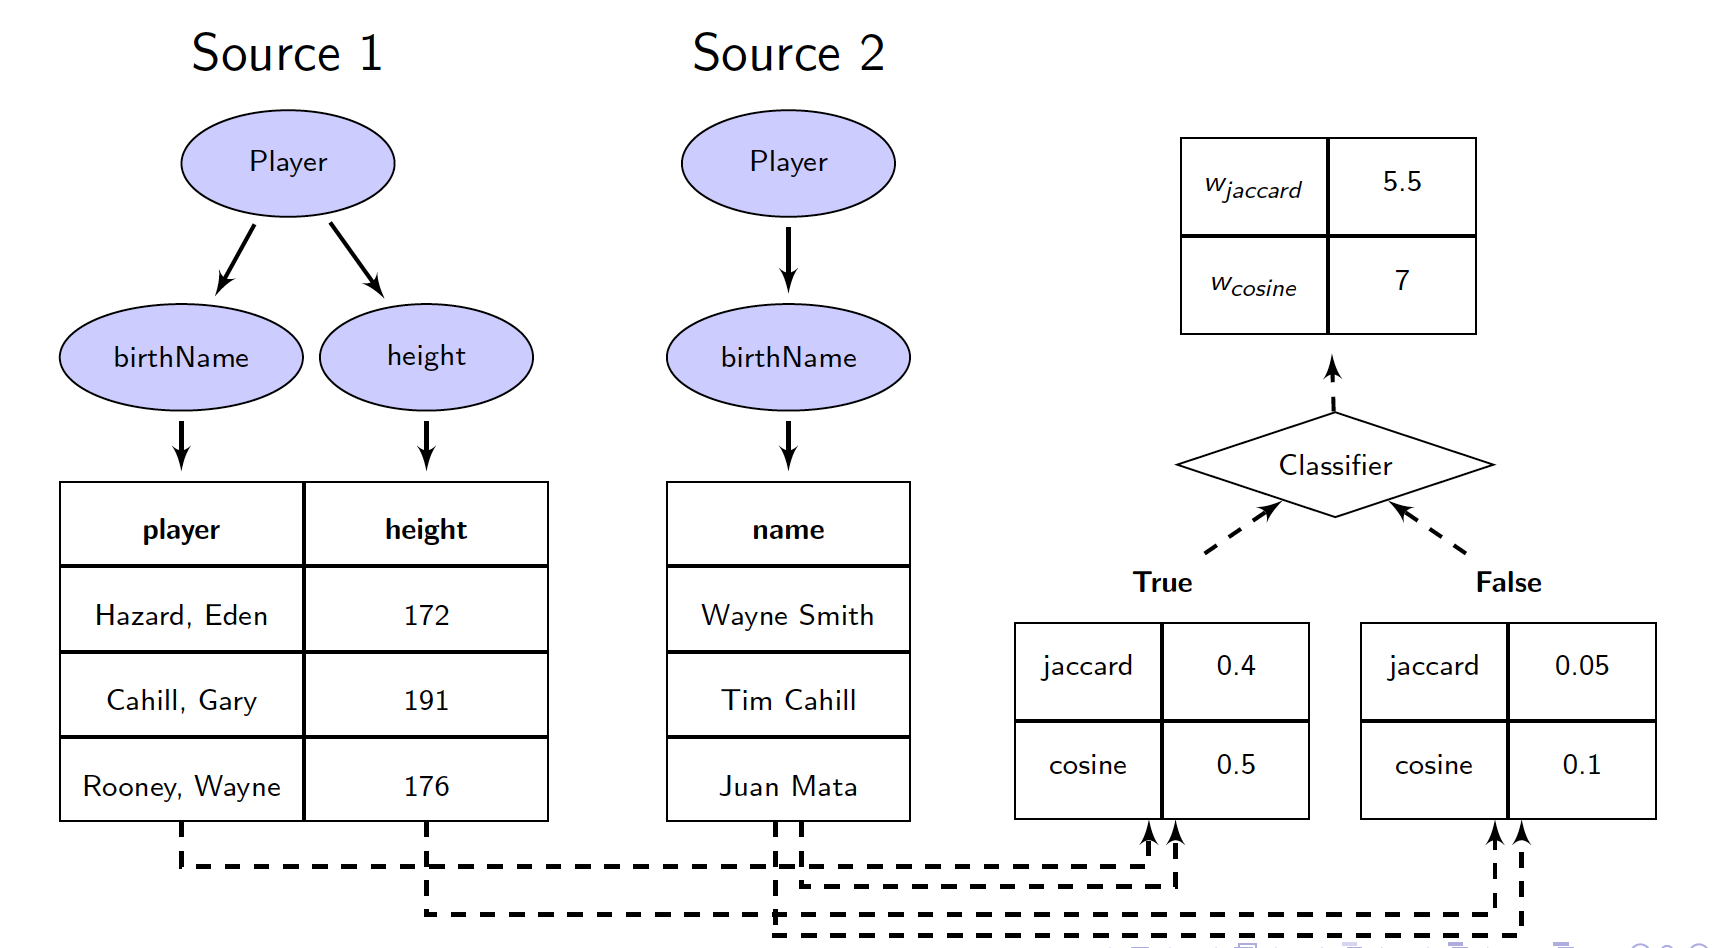 Source 1
Source 2
Player
Player
w_jaccard 5.5
w_cosine 7
birthName
height
birthName
Classifier
player height
Hazard, Eden 172
Cahill, Gary 191
Rooney, Wayne 176
name
Wayne Smith
Tim Cahill
Juan Mata
True
jaccard 0.4
cosine 0.5
False
jaccard 0.05
cosine 0.1